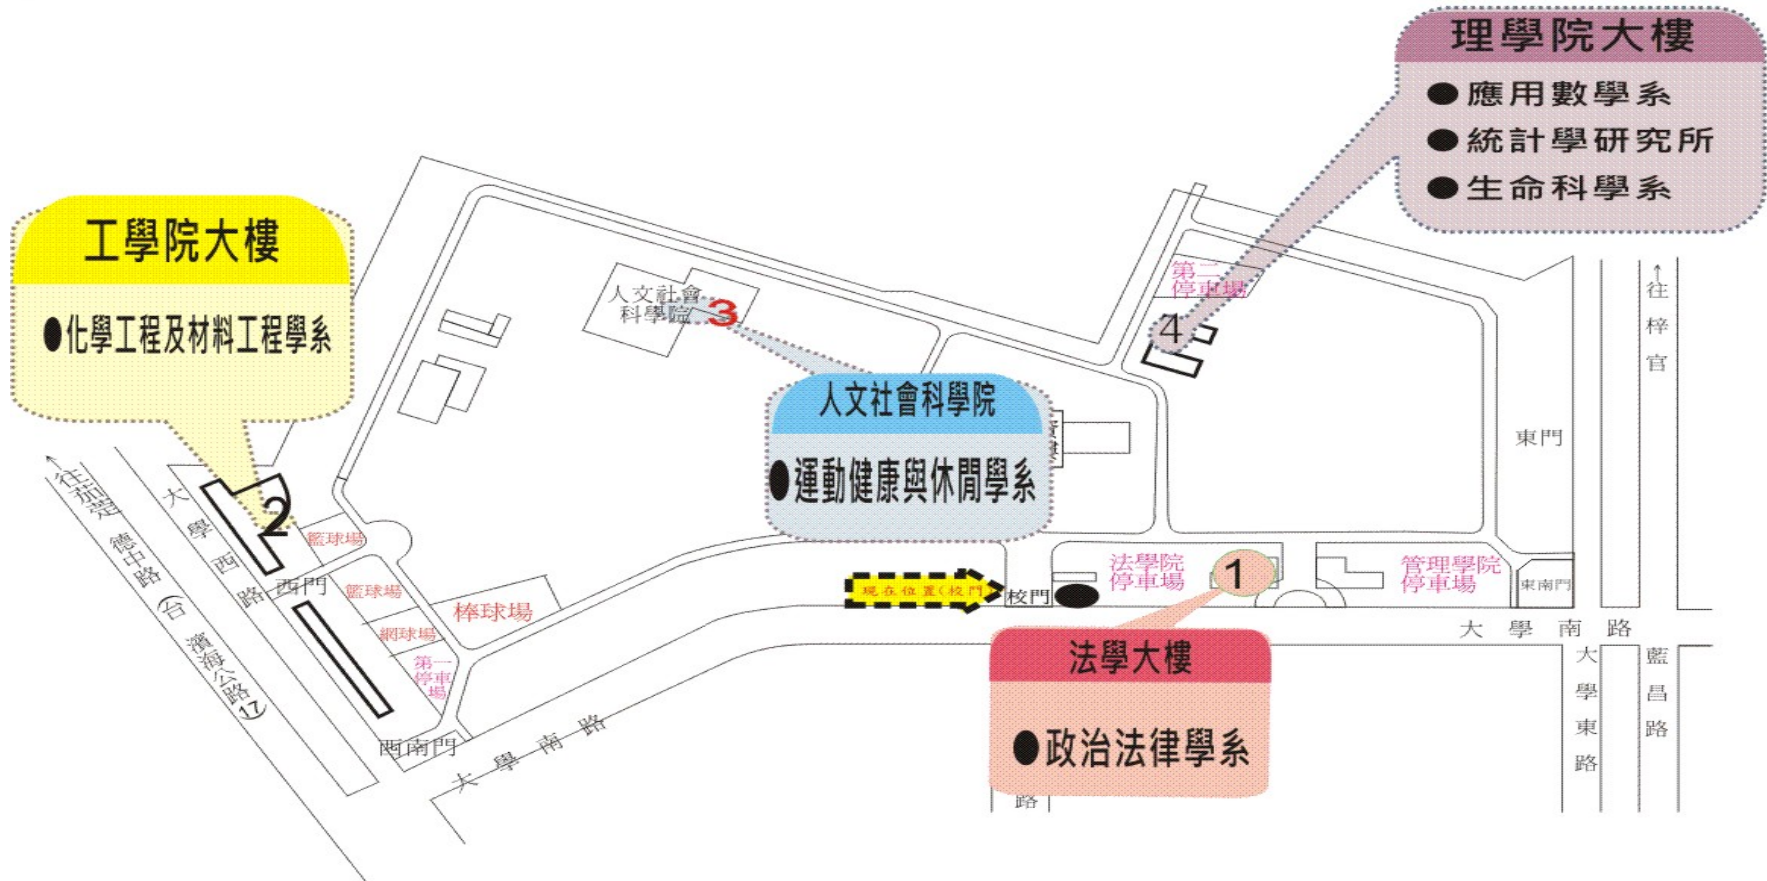 理學院大樓
●應用數學系
●統計學研究所
●生命科學系
工學院大樓
●化學工程及材料工程學系
人文社會
科學院
3
第二
停車場
4
人文社會科學院
●運動健康與休閒學系
↑往梓官
東門
↑往茄萣
德中路(台
濱海公路
17)
大學西路
2
籃球場
西門
籃球場
棒球場
網球場
第一
停車
場
西南門
大學南路
現在位置(校門)
校門
法學院
停車場
1
管理學院
停車場
東南門
大學南路
大學東路
藍昌路
法學大樓
●政治法律學系
路